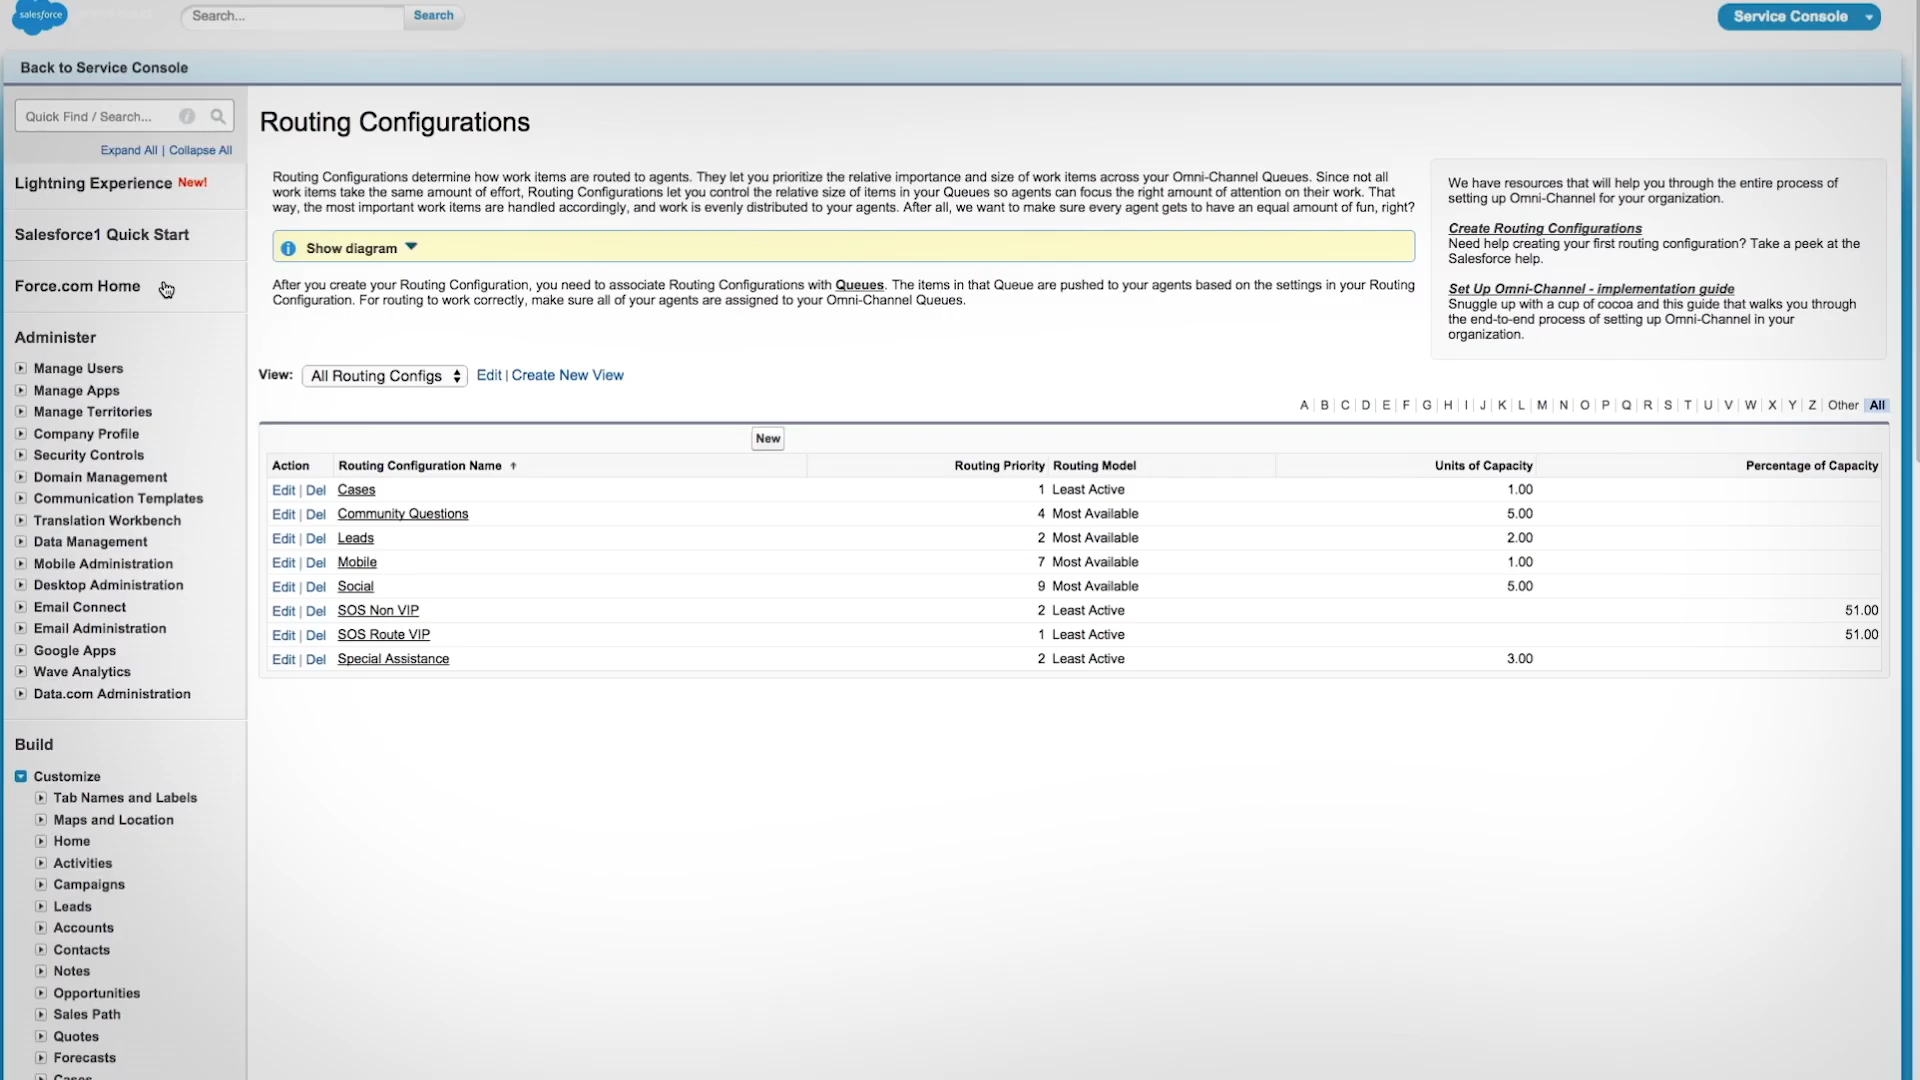 salesforce
Search...
Search
Service Console
Back to Service Console
Quick Find / Search...
Expand All | Collapse All
Lightning Experience New!
Salesforce1 Quick Start
Force.com Home
Administer
Manage Users
Manage Apps
Manage Territories
Company Profile
Security Controls
Domain Management
Communication Templates
Translation Workbench
Data Management
Mobile Administration
Desktop Administration
Email Connect
Email Administration
Google Apps
Wave Analytics
Data.com Administration
Build
Customize
Tab Names and Labels
Maps and Location
Home
Activities
Campaigns
Leads
Accounts
Contacts
Notes
Opportunities
Sales Path
Quotes
Forecasts
Cases
Routing Configurations
Routing Configurations determine how work items are routed to agents. They let you prioritize the relative importance and size of work items across your Omni-Channel Queues. Since not all
work items take the same amount of effort, Routing Configurations let you control the relative size of items in your Queues so agents can focus the right amount of attention on their work. That
way, the most important work items are handled accordingly, and work is evenly distributed to your agents. After all, we want to make sure every agent gets to have an equal amount of fun, right?
Show diagram
After you create your Routing Configuration, you need to associate Routing Configurations with Queues. The items in that Queue are pushed to your agents based on the settings in your Routing
Configuration. For routing to work correctly, make sure all of your agents are assigned to your Omni-Channel Queues.
We have resources that will help you through the entire process of
setting up Omni-Channel for your organization.
Create Routing Configurations
Need help creating your first routing configuration? Take a peek at the
Salesforce help.
Set Up Omni-Channel - implementation guide
Snuggle up with a cup of cocoa and this guide that walks you through
the end-to-end process of setting up Omni-Channel in your
organization.
View: All Routing Configs Edit | Create New View
A | B | C | D | E | F | G | H | I | J | K | L | M | N | O | P | Q | R | S | T | U | V | W | X | Y | Z | Other All
New
Action Routing Configuration Name Routing Priority Routing Model Units of Capacity Percentage of Capacity
Edit | Del Cases 1 Least Active 1.00
Edit | Del Community Questions 4 Most Available 5.00
Edit | Del Leads 2 Most Available 2.00
Edit | Del Mobile 7 Most Available 1.00
Edit | Del Social 9 Most Available 5.00
Edit | Del SOS Non VIP 2 Least Active 51.00
Edit | Del SOS Route VIP 1 Least Active 51.00
Edit | Del Special Assistance 2 Least Active 3.00